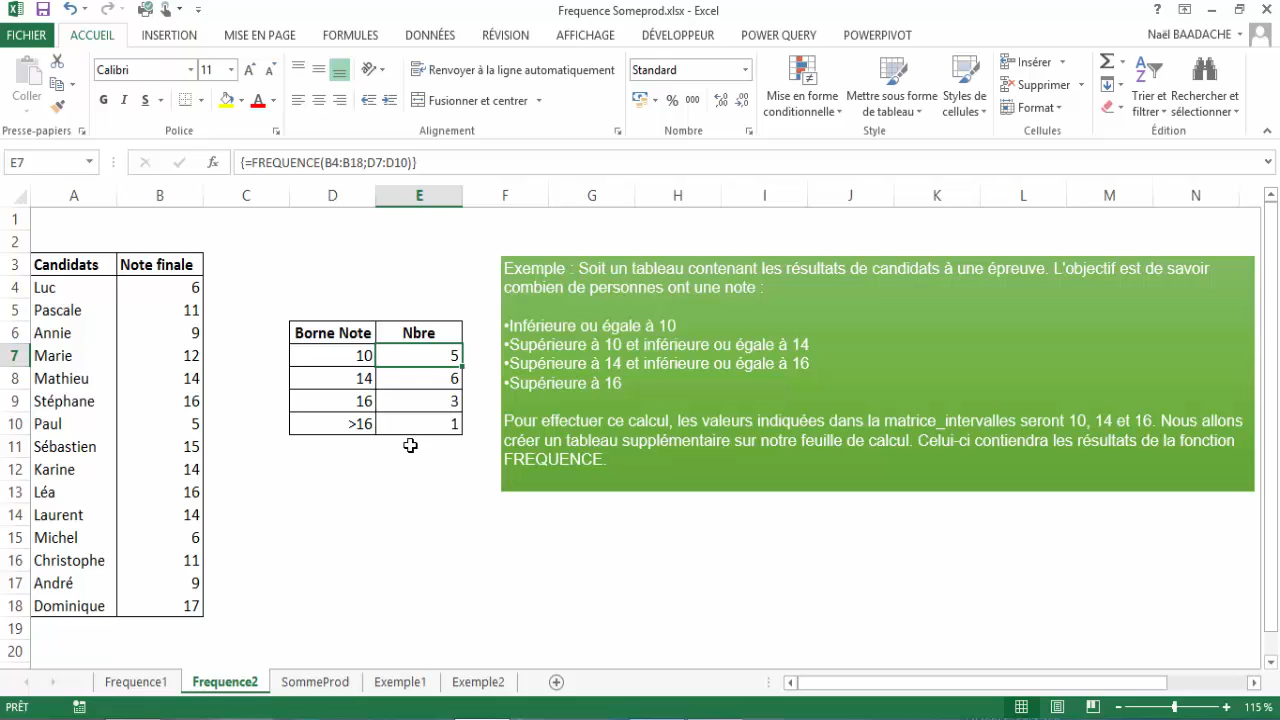 Frequence Someprod.xlsx - Excel
FICHIER ACCUEIL INSERTION MISE EN PAGE FORMULES DONNÉES RÉVISION AFFICHAGE DÉVELOPPEUR POWER QUERY POWERPIVOT Naël BAADACHE
Coller
Calibri 11
G I S
Renvoyer à la ligne automatiquement
Fusionner et centrer
Standard
% 000
Mise en forme conditionnelle
Mettre sous forme de tableau
Styles de cellules
Insérer
Supprimer
Format
Trier et filtrer
Rechercher et sélectionner
Presse-papiers Police Alignement Nombre Style Cellules Édition
E7 fx {=FREQUENCE(B4:B18;D7:D10)}
A B C D E F G H I J K L M N
1
2
3 Candidats Note finale
4 Luc 6
5 Pascale 11
6 Annie 9 Borne Note Nbre
7 Marie 12 10 5
8 Mathieu 14 14 6
9 Stéphane 16 16 3
10 Paul 5 >16 1
11 Sébastien 15
12 Karine 14
13 Léa 16
14 Laurent 14
15 Michel 6
16 Christophe 11
17 André 9
18 Dominique 17
19
20
Exemple : Soit un tableau contenant les résultats de candidats à une épreuve. L'objectif est de savoir
combien de personnes ont une note :
•Inférieure ou égale à 10
•Supérieure à 10 et inférieure ou égale à 14
•Supérieure à 14 et inférieure ou égale à 16
•Supérieure à 16
Pour effectuer ce calcul, les valeurs indiquées dans la matrice_intervalles seront 10, 14 et 16. Nous allons
créer un tableau supplémentaire sur notre feuille de calcul. Celui-ci contiendra les résultats de la fonction
FREQUENCE.
Frequence1 Frequence2 SommeProd Exemple1 Exemple2
PRÊT 115 %